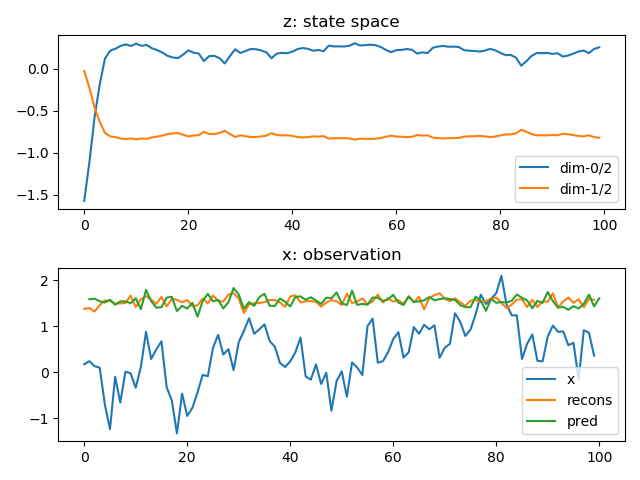 z: state space
0.0
−0.5
−1.0
−1.5
dim-0/2
dim-1/2
0
20
40
60
80
100
x: observation
2
1
0
−1
x
recons
pred
0
20
40
60
80
100